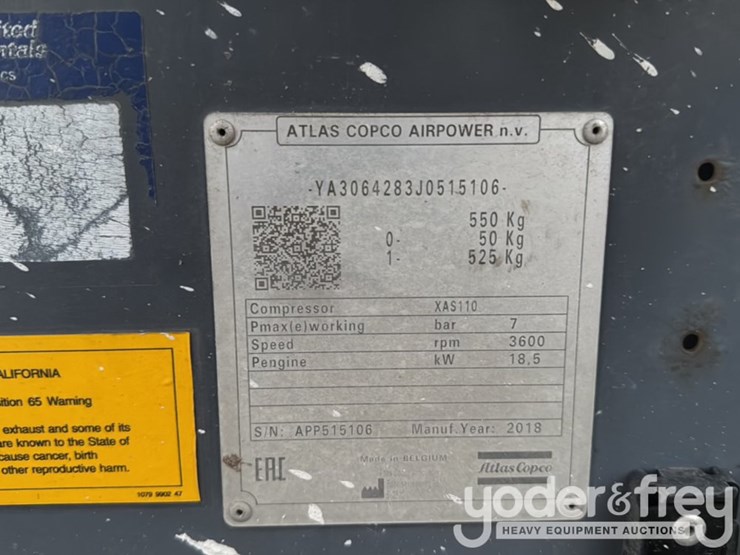 ATLAS COPCO AIRPOWER n.v.
-YA3064283J0515106-
550 Kg
0- 50 Kg
1- 525 Kg
Compressor XAS110
Pmax(e)working bar 7
Speed rpm 3600
Pengine kW 18,5
S/N: APP515106 Manuf.Year: 2018
EAC
Made in BELGIUM
Atlas Copco
ited
entals
cs
ALIFORNIA
ition 65 Warning
exhaust and some of its
are known to the State of
cause cancer, birth
other reproductive harm.
1079 9902 47
yoder&frey
HEAVY EQUIPMENT AUCTIONS